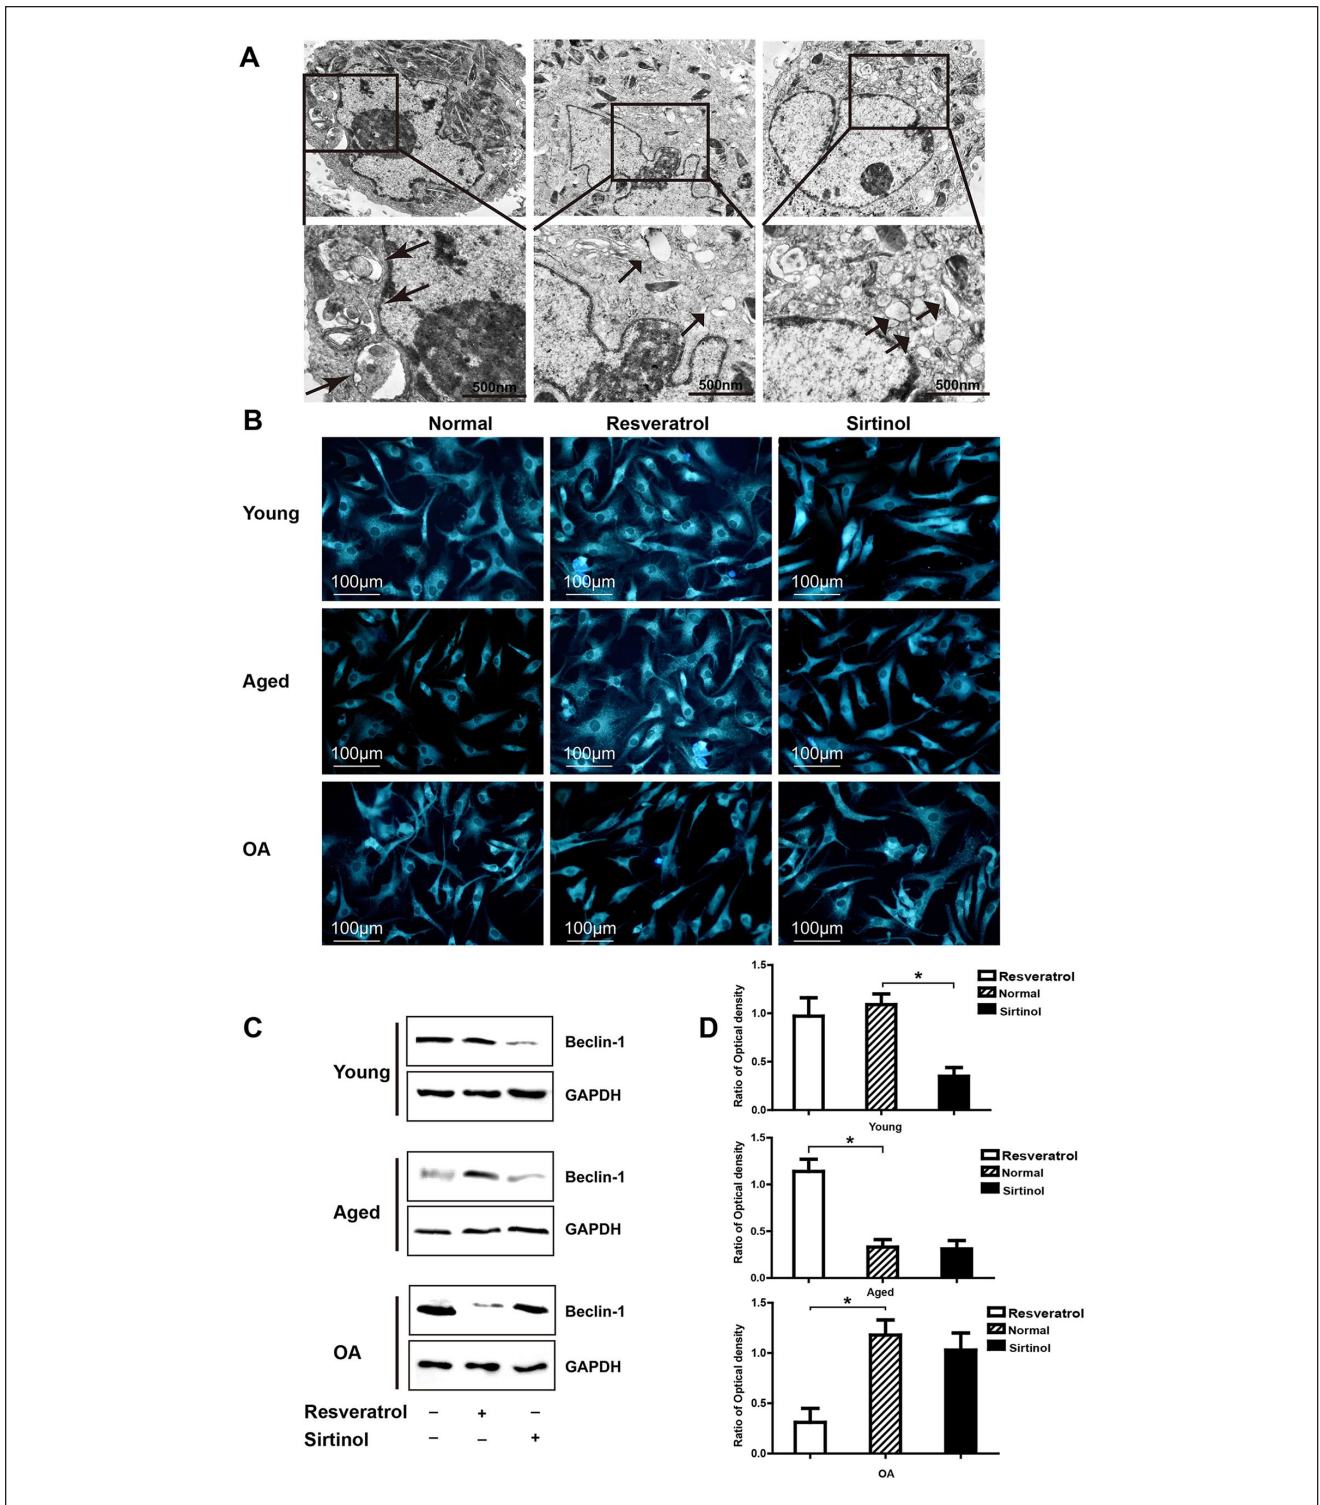 A
500nm 500nm 500nm
B
Normal Resveratrol Sirtinol
Young
100μm 100μm 100μm
Aged
100μm 100μm 100μm
OA
100μm 100μm 100μm
C
Young
Beclin-1
GAPDH
Aged
Beclin-1
GAPDH
OA
Beclin-1
GAPDH
Resveratrol – + –
Sirtinol – – +
D
Ratio of Optical density
1.5
1.0
0.5
0.0
*
Resveratrol
Normal
Sirtinol
Young
Ratio of Optical density
1.5
1.0
0.5
0.0
*
Resveratrol
Normal
Sirtinol
Aged
Ratio of Optical density
1.5
1.0
0.5
0.0
*
Resveratrol
Normal
Sirtinol
OA